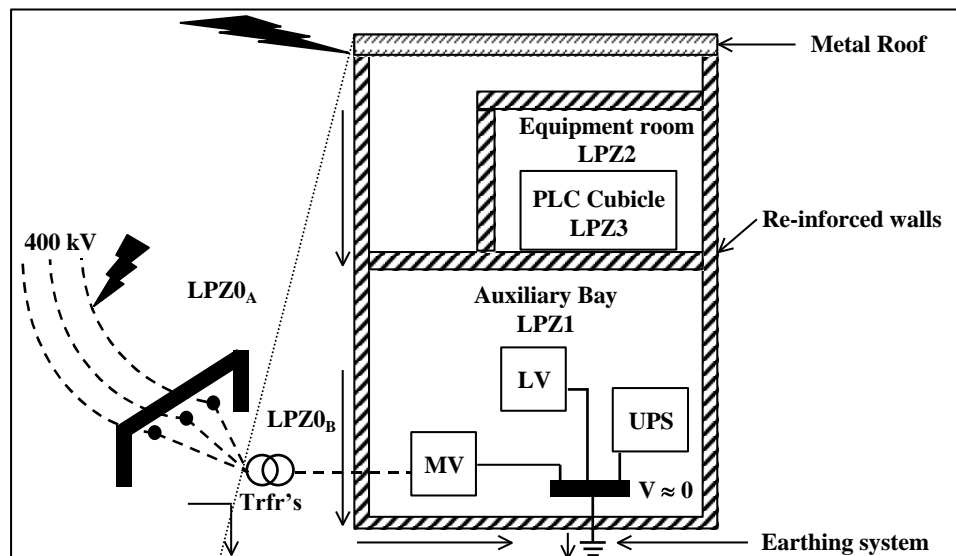 Metal Roof
Equipment room
LPZ2
PLC Cubicle
LPZ3
Re-inforced walls
400 kV
LPZ0A
Auxiliary Bay
LPZ1
LV
UPS
LPZ0B
MV
V ≈ 0
Trfr's
Earthing system